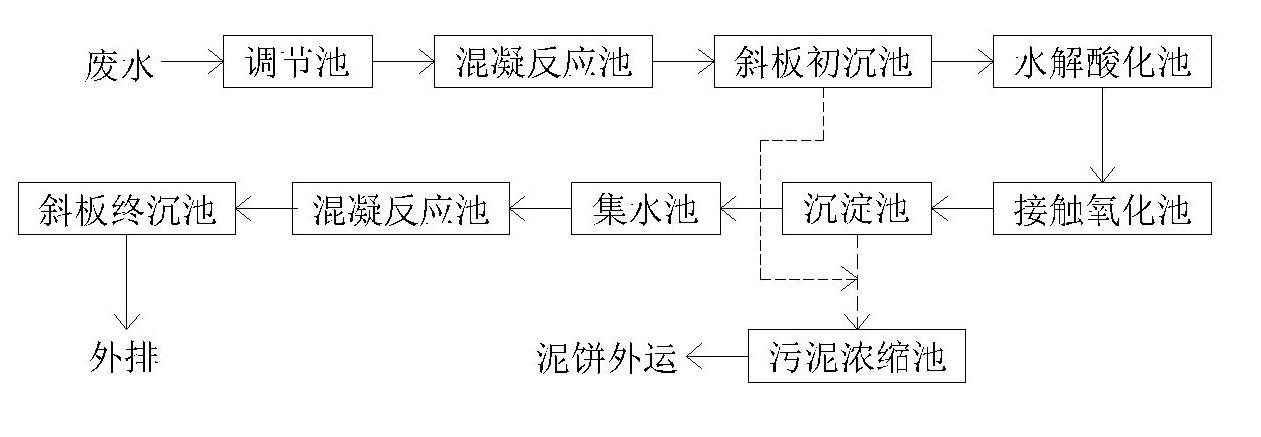 废水 调节池 混凝反应池 斜板初沉池 水解酸化池
斜板终沉池 混凝反应池 集水池 沉淀池 接触氧化池
外排 泥饼外运 污泥浓缩池